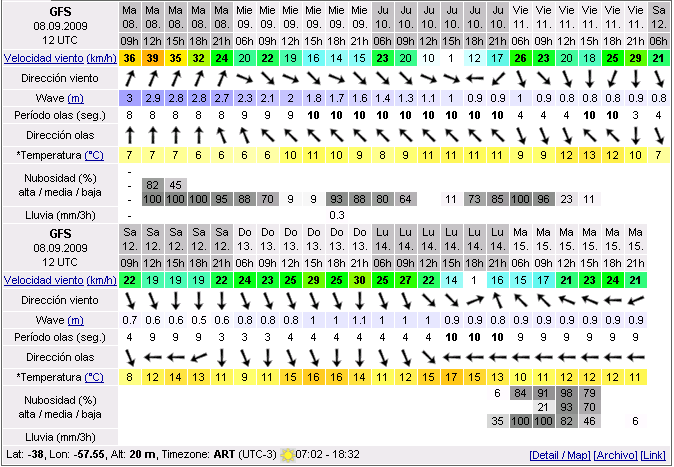 GFS Ma Ma Ma Ma Ma Mie Mie Mie Mie Mie Mie Ju Ju Ju Ju Ju Ju Vie Vie Vie Vie Vie Vie Sa
08.09.2009 08. 08. 08. 08. 08. 09. 09. 09. 09. 09. 09. 10. 10. 10. 10. 10. 10. 11. 11. 11. 11. 11. 11. 12.
12 UTC 09h 12h 15h 18h 21h 06h 09h 12h 15h 18h 21h 06h 09h 12h 15h 18h 21h 06h 09h 12h 15h 18h 21h 06h
Velocidad viento (km/h) 36 39 35 32 24 20 22 19 16 14 15 23 20 10 1 12 17 26 23 20 18 25 29 21
Dirección viento
Wave (m) 3 2.9 2.8 2.8 2.7 2.3 2.1 2 1.8 1.7 1.6 1.4 1.3 1.1 1 0.9 0.9 1 0.9 0.8 0.8 0.9 0.9 0.8
Período olas (seg.) 8 8 8 8 8 9 9 9 10 10 10 10 10 10 10 10 10 4 4 4 10 10 3 4
Dirección olas
*Temperatura (°C) 7 7 7 6 6 6 6 10 11 10 9 8 9 11 11 11 11 9 9 12 13 12 10 7
Nubosidad (%) -
alta / media / baja - 82 45
- 100 100 100 95 88 70 9 9 93 88 80 64 11 73 85 100 96 23 11
Lluvia (mm/3h) - 0.3
GFS Sa Sa Sa Sa Sa Do Do Do Do Do Do Lu Lu Lu Lu Lu Lu Ma Ma Ma Ma Ma Ma
08.09.2009 12. 12. 12. 12. 12. 13. 13. 13. 13. 13. 13. 14. 14. 14. 14. 14. 14. 15. 15. 15. 15. 15. 15.
12 UTC 09h 12h 15h 18h 21h 06h 09h 12h 15h 18h 21h 06h 09h 12h 15h 18h 21h 06h 09h 12h 15h 18h 21h
Velocidad viento (km/h) 22 19 19 19 22 24 23 25 29 25 30 25 27 22 14 1 16 15 17 21 23 24 21
Dirección viento
Wave (m) 0.7 0.6 0.6 0.5 0.6 0.8 0.8 0.8 1 1 1.1 1 1 1 0.9 0.9 0.8 0.9 0.9 0.9 0.8 0.9 0.9
Período olas (seg.) 4 9 9 9 3 3 3 4 4 4 4 4 4 4 10 10 10 9 9 9 9 9 9
Dirección olas
*Temperatura (°C) 8 12 14 13 11 9 11 15 16 16 14 11 12 15 17 15 13 10 11 12 12 12 11
Nubosidad (%) 6 84 91 98 79
alta / media / baja 21 93 70
35 100 100 82 46 6
Lluvia (mm/3h)
Lat: -38, Lon: -57.55, Alt: 20 m, Timezone: ART (UTC-3) 07:02 - 18:32 [Detail / Map] [Archivo] [Link]